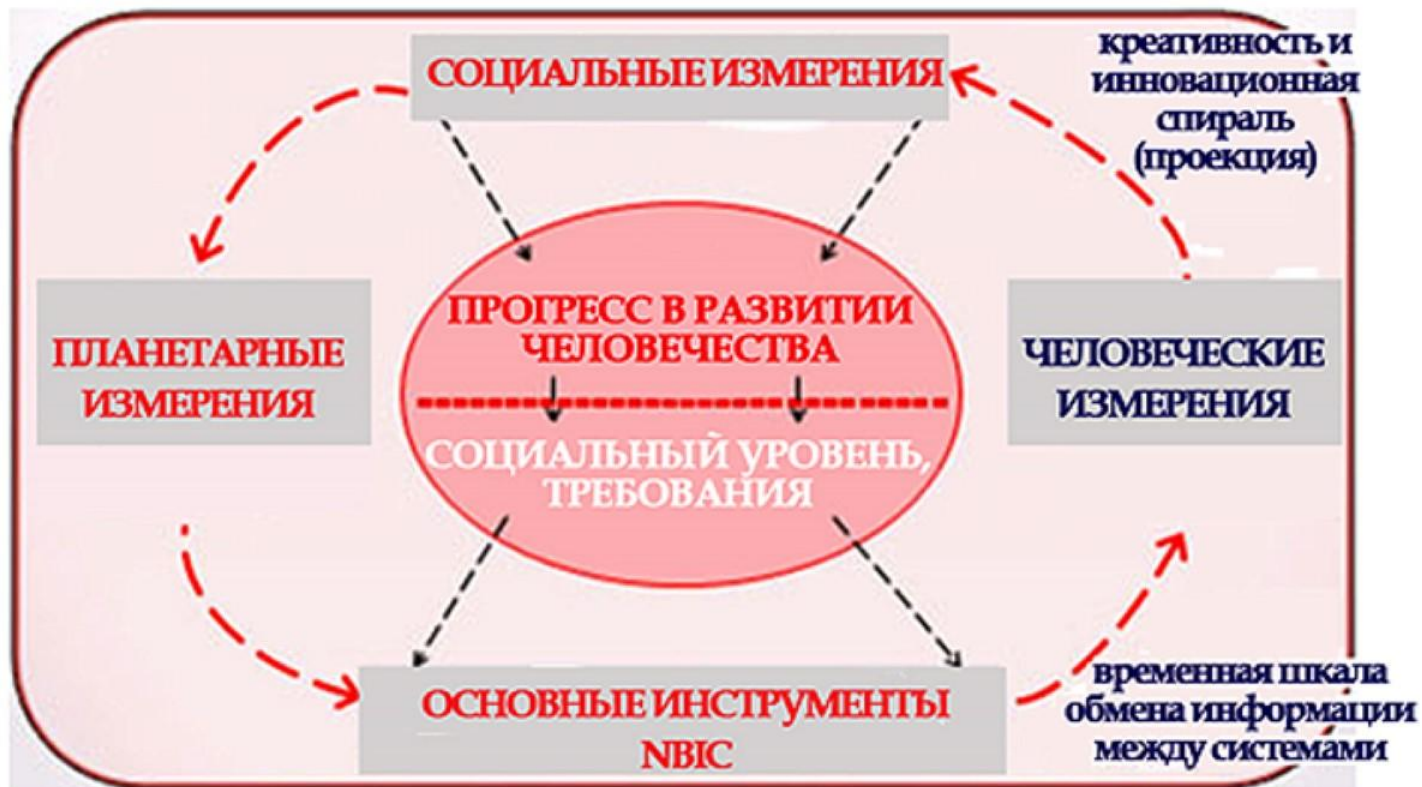 СОЦИАЛЬНЫЕ ИЗМЕРЕНИЯ
креативность и
инновационная
спираль
(проекция)
ПЛАНЕТАРНЫЕ
ИЗМЕРЕНИЯ
ПРОГРЕСС В РАЗВИТИИ
ЧЕЛОВЕЧЕСТВА
СОЦИАЛЬНЫЙ УРОВЕНЬ,
ТРЕБОВАНИЯ
ЧЕЛОВЕЧЕСКИЕ
ИЗМЕРЕНИЯ
ОСНОВНЫЕ ИНСТРУМЕНТЫ
NBIC
временная шкала
обмена информации
между системами